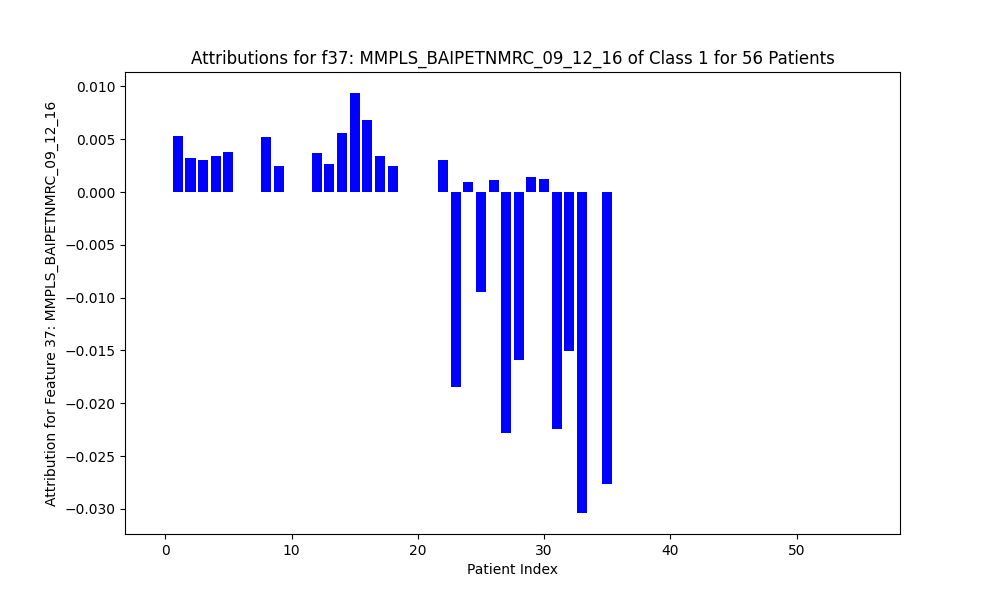 Attributions for f37: MMPLS_BAIPETNMRC_09_12_16 of Class 1 for 56 Patients
Attribution for Feature 37: MMPLS_BAIPETNMRC_09_12_16
0.010
0.005
0.000
−0.005
−0.010
−0.015
−0.020
−0.025
−0.030
0 10 20 30 40 50
Patient Index